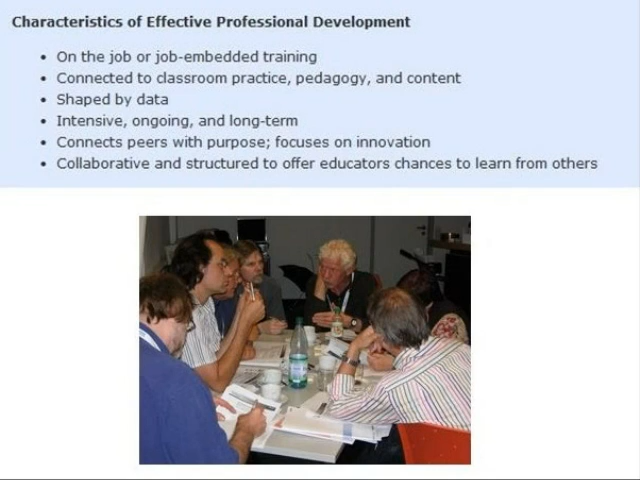 Characteristics of Effective Professional Development
• On the job or job-embedded training
• Connected to classroom practice, pedagogy, and content
• Shaped by data
• Intensive, ongoing, and long-term
• Connects peers with purpose; focuses on innovation
• Collaborative and structured to offer educators chances to learn from others